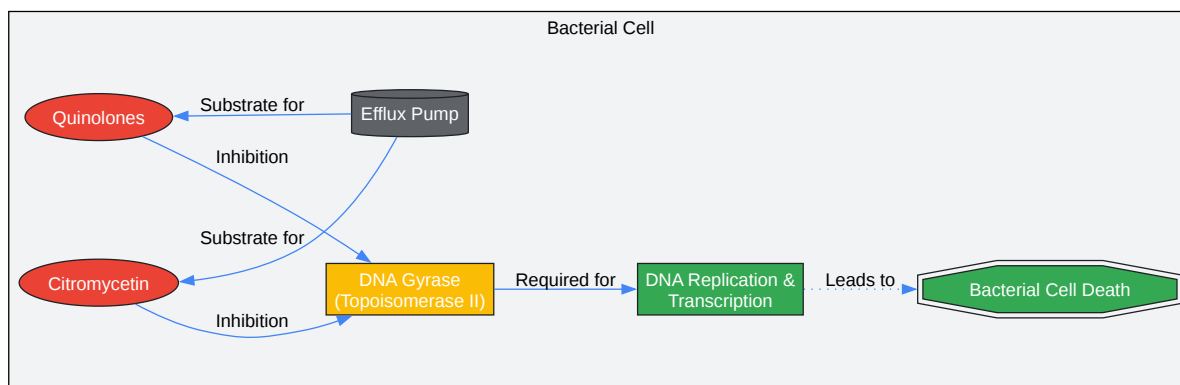 Bacterial Cell
Quinolones
Substrate for
Efflux Pump
Inhibition
Substrate for
Citromycetin
Inhibition
DNA Gyrase
(Topoisomerase II)
Required for
DNA Replication &
Transcription
Leads to
Bacterial Cell Death